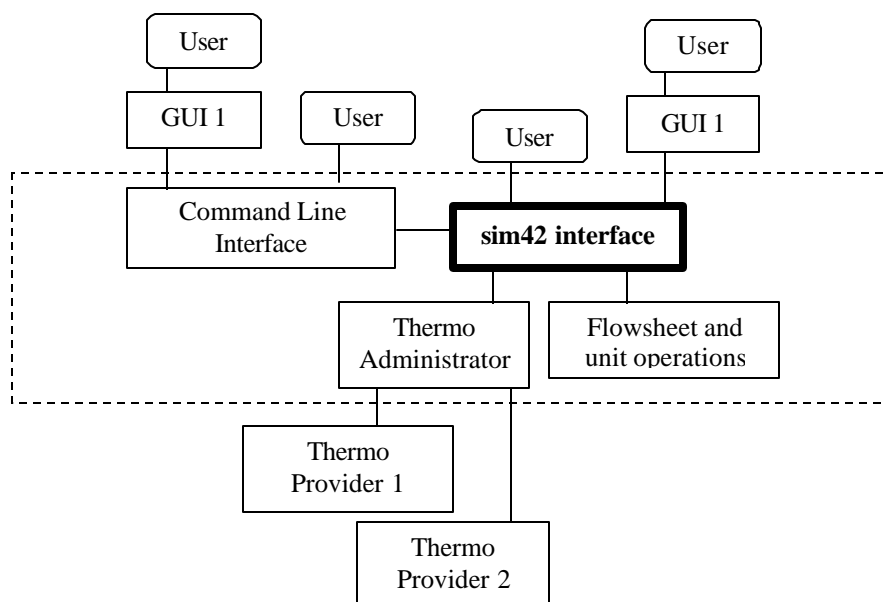 User
User
GUI 1
User
User
GUI 1
Command Line
Interface
sim42 interface
Thermo
Administrator
Flowsheet and
unit operations
Thermo
Provider 1
Thermo
Provider 2